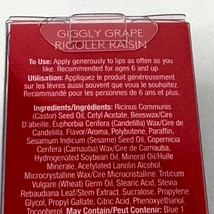 GIGGLY GRAPE
RIGOLER RAISIN
To Use: Apply generously to lips as often as you
like. Recommended for ages 6 and up.
Utilisation: Appliquez le produit généreusement
sur les lèvres aussi souvent que vous le souhaitez.
Recommandé pour les personnes de 6 ans et
plus.
Ingredients/Ingrédients: Ricinus Communis
(Castor) Seed Oil, Cetyl Acetate, Beeswax/Cire
D'abeille, Euphorbia Cerifera (Candelilla) Wax/Cire de
Candelilla, Flavor/Arome, Polybutene, Paraffin,
Sesamum Indicum (Sesame) Seed Oil, Copernicia
Cerifera (Carnauba) Wax/Cire de Carnauba,
Hydrogenated Soybean Oil, Mineral Oil/Huile
Minérale, Acetylated Lanolin Alcohol,
Microcrystalline Wax/Cire Microcristalline, Triticum
Vulgare (Wheat) Germ Oil, Stearic Acid, Stevia
Rebaudiana Leaf/Stem Extract, Sucralose, Propylene
Glycol, Propyl Gallate, Citric Acid, Phenoxyethanol,
Tocopherol, May Contain/Peut Contenir: Blue 1